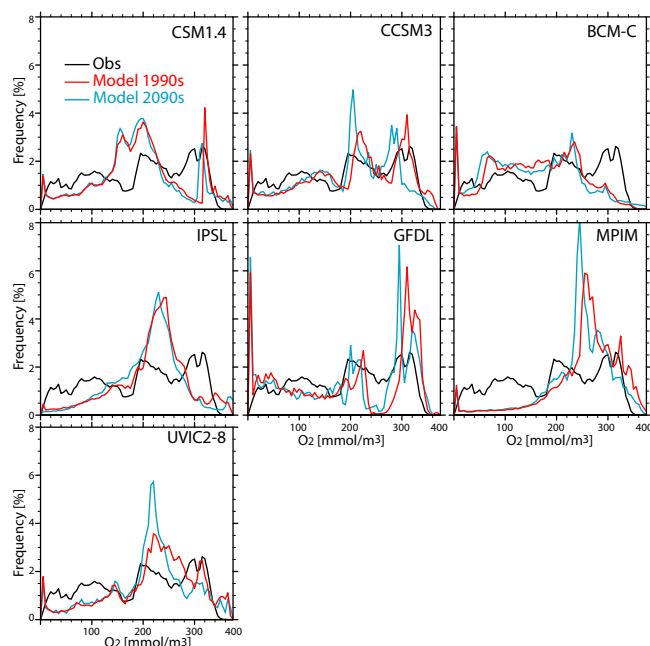 CSM1.4
CCSM3
BCM-C
Obs
Model 1990s
Model 2090s
Frequency [%]
8
6
4
2
0
IPSL
GFDL
MPIM
Frequency [%]
8
6
4
2
0
100 200 300 400
O2 [mmol/m3]
100 200 300 400
O2 [mmol/m3]
UVIC2-8
Frequency [%]
8
6
4
2
0
100 200 300 400
O2 [mmol/m3]